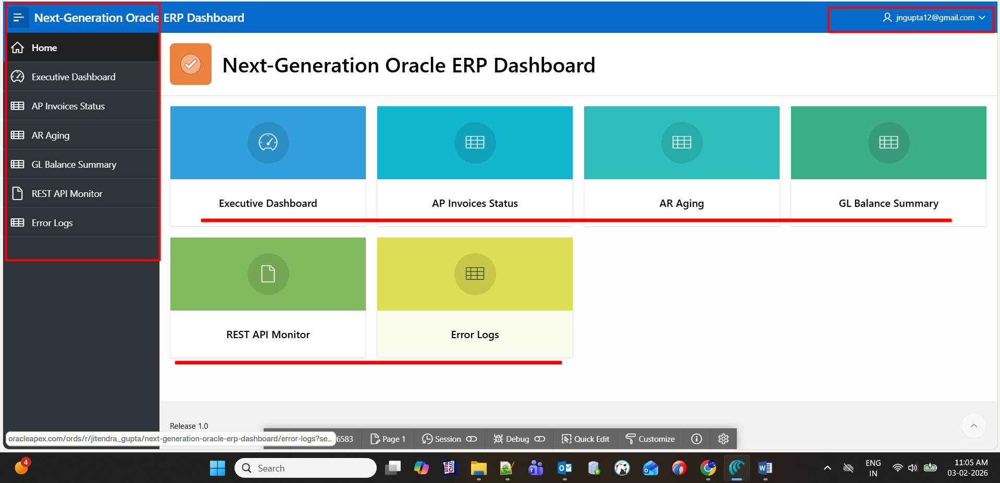 Next-Generation Oracle ERP Dashboard
jngupta12@gmail.com
Home
Executive Dashboard
AP Invoices Status
AR Aging
GL Balance Summary
REST API Monitor
Error Logs
Next-Generation Oracle ERP Dashboard
Executive Dashboard
AP Invoices Status
AR Aging
GL Balance Summary
REST API Monitor
Error Logs
Release 1.0
oracleapex.com/ords/r/jitendra_gupta/next-generation-oracle-erp-dashboard/error-logs?se...
6583
Page 1
Session
Debug
Quick Edit
Customize
4
Search
ENG
IN
11:05 AM
03-02-2026